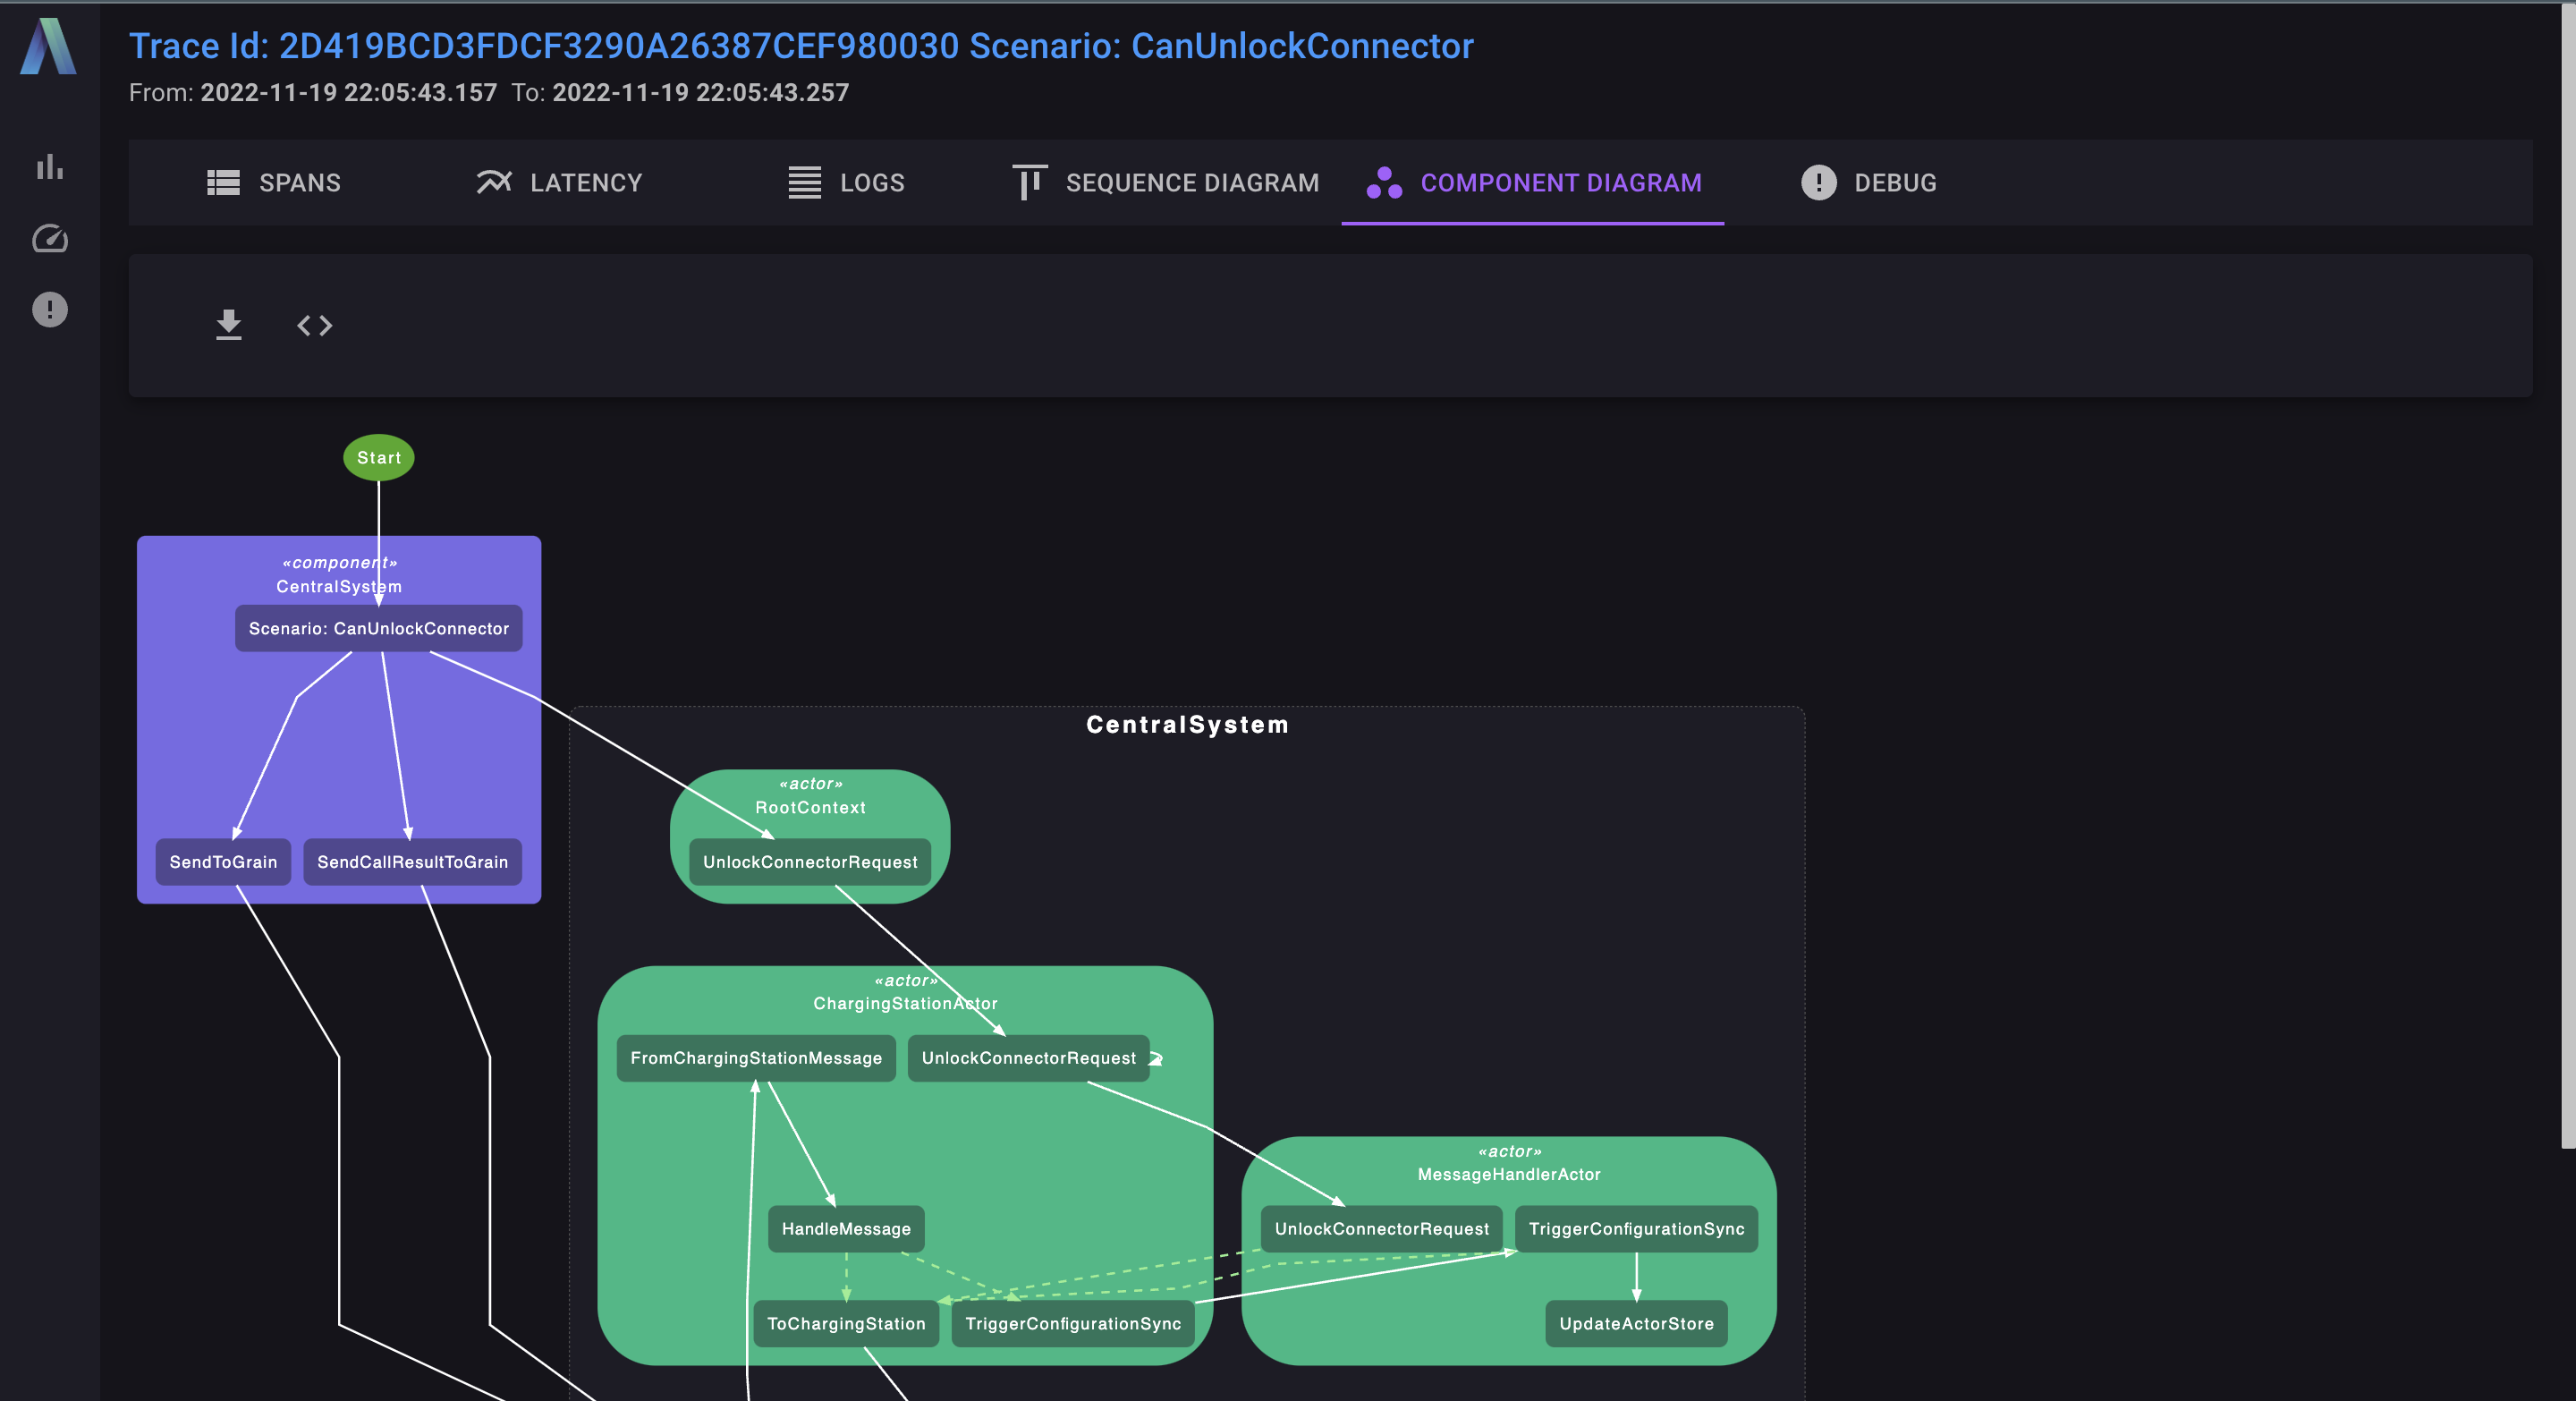 Trace Id: 2D419BCD3FDCF3290A26387CEF980030 Scenario: CanUnlockConnector
From: 2022-11-19 22:05:43.157 To: 2022-11-19 22:05:43.257
SPANS
LATENCY
LOGS
SEQUENCE DIAGRAM
COMPONENT DIAGRAM
DEBUG
Start
«component»
CentralSystem
Scenario: CanUnlockConnector
SendToGrain
SendCallResultToGrain
CentralSystem
«actor»
RootContext
UnlockConnectorRequest
«actor»
ChargingStationActor
FromChargingStationMessage
UnlockConnectorRequest
HandleMessage
ToChargingStation
TriggerConfigurationSync
«actor»
MessageHandlerActor
UnlockConnectorRequest
TriggerConfigurationSync
UpdateActorStore